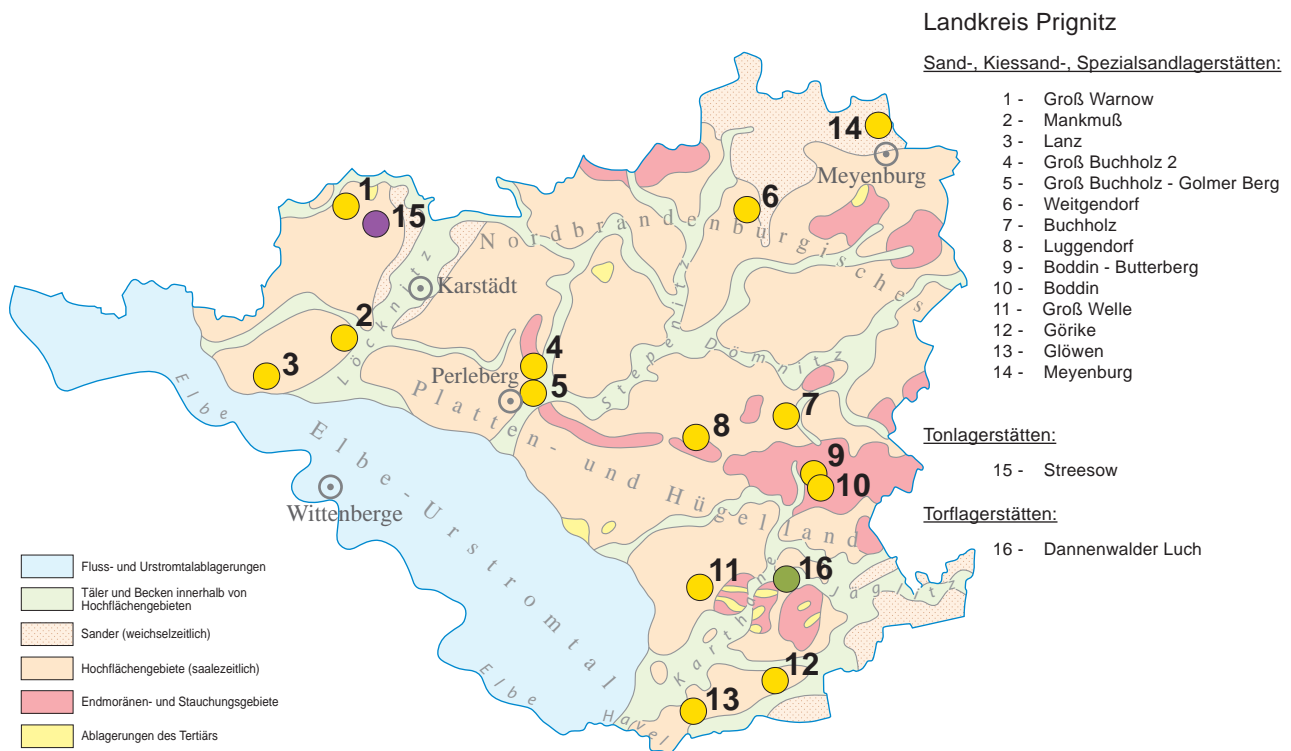 Landkreis Prignitz
Sand-, Kiessand-, Spezialsandlagerstätten:
1 - Groß Warnow
2 - Mankmuß
3 - Lanz
4 - Groß Buchholz 2
5 - Groß Buchholz - Golmer Berg
6 - Weitgendorf
7 - Buchholz
8 - Luggendorf
9 - Boddin - Butterberg
10 - Boddin
11 - Groß Welle
12 - Görike
13 - Glöwen
14 - Meyenburg
Tonlagerstätten:
15 - Streesow
Torflagerstätten:
16 - Dannenwalder Luch
14
Meyenburg
1
15
6
Nordbrandenburgisches
Karstädt
2
Löcknitz
3
4
Perleberg
5
Stepenitz
Dömnitz
Platten- und Hügelland
7
8
9
10
Elbe
Elbe-Urstromtal
Wittenberge
11
16
Karthane
Jäglitz
12
13
Elbe
Havel
Fluss- und Urstromtalablagerungen
Täler und Becken innerhalb von
Hochflächengebieten
Sander (weichselzeitlich)
Hochflächengebiete (saalezeitlich)
Endmoränen- und Stauchungsgebiete
Ablagerungen des Tertiärs